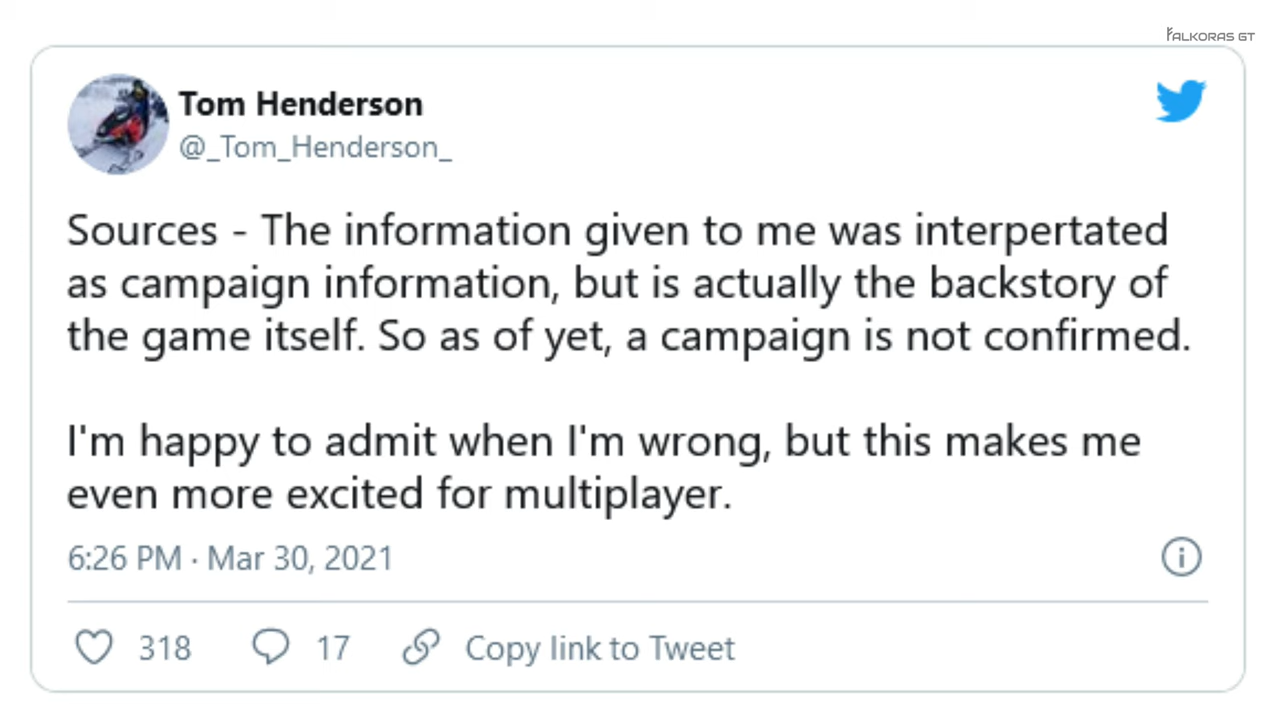 FALKORAS GT
Tom Henderson
@_Tom_Henderson_
Sources - The information given to me was interpertated
as campaign information, but is actually the backstory of
the game itself. So as of yet, a campaign is not confirmed.
I'm happy to admit when I'm wrong, but this makes me
even more excited for multiplayer.
6:26 PM · Mar 30, 2021
318 17 Copy link to Tweet